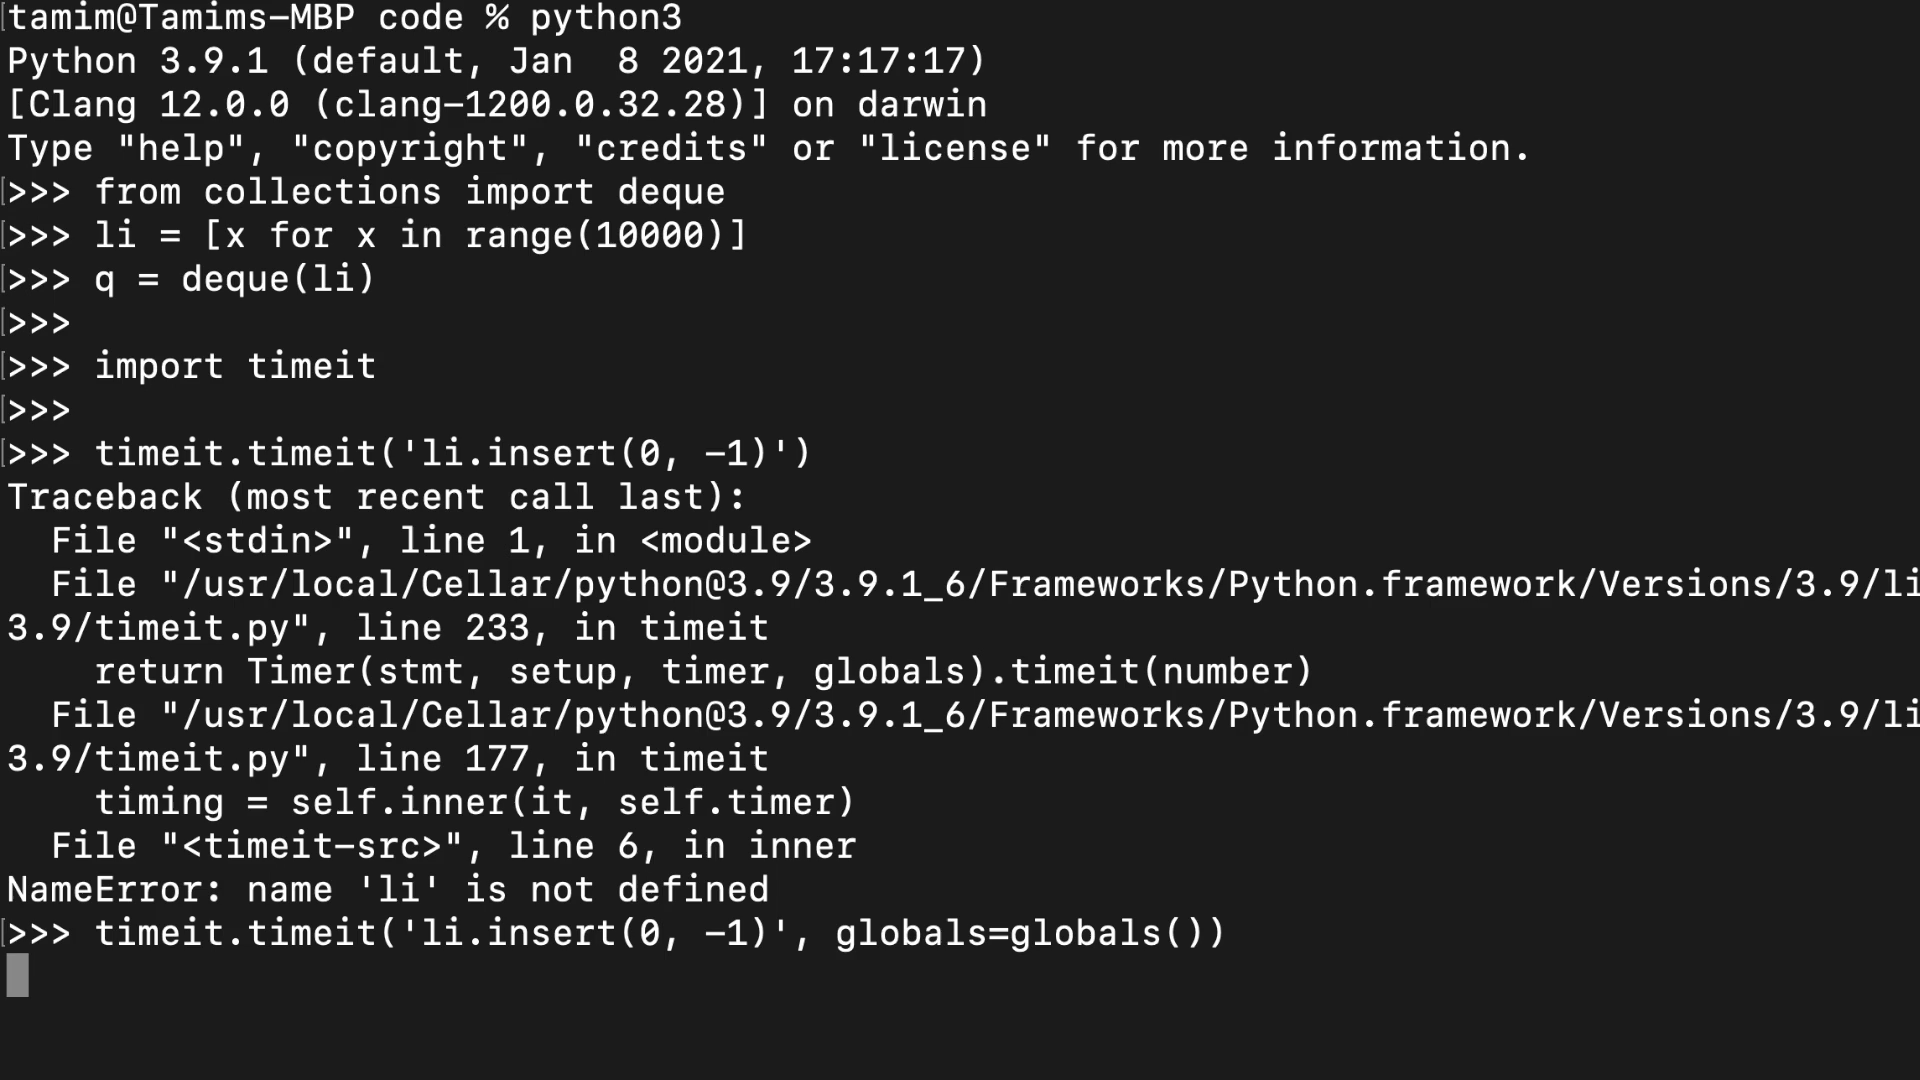 [tamim@Tamims-MBP code % python3
Python 3.9.1 (default, Jan  8 2021, 17:17:17)
[Clang 12.0.0 (clang-1200.0.32.28)] on darwin
Type "help", "copyright", "credits" or "license" for more information.
[>>> from collections import deque
[>>> li = [x for x in range(10000)]
[>>> q = deque(li)
[>>>
[>>> import timeit
[>>>
[>>> timeit.timeit('li.insert(0, -1)')
Traceback (most recent call last):
  File "<stdin>", line 1, in <module>
  File "/usr/local/Cellar/python@3.9/3.9.1_6/Frameworks/Python.framework/Versions/3.9/li
3.9/timeit.py", line 233, in timeit
    return Timer(stmt, setup, timer, globals).timeit(number)
  File "/usr/local/Cellar/python@3.9/3.9.1_6/Frameworks/Python.framework/Versions/3.9/li
3.9/timeit.py", line 177, in timeit
    timing = self.inner(it, self.timer)
  File "<timeit-src>", line 6, in inner
NameError: name 'li' is not defined
[>>> timeit.timeit('li.insert(0, -1)', globals=globals())